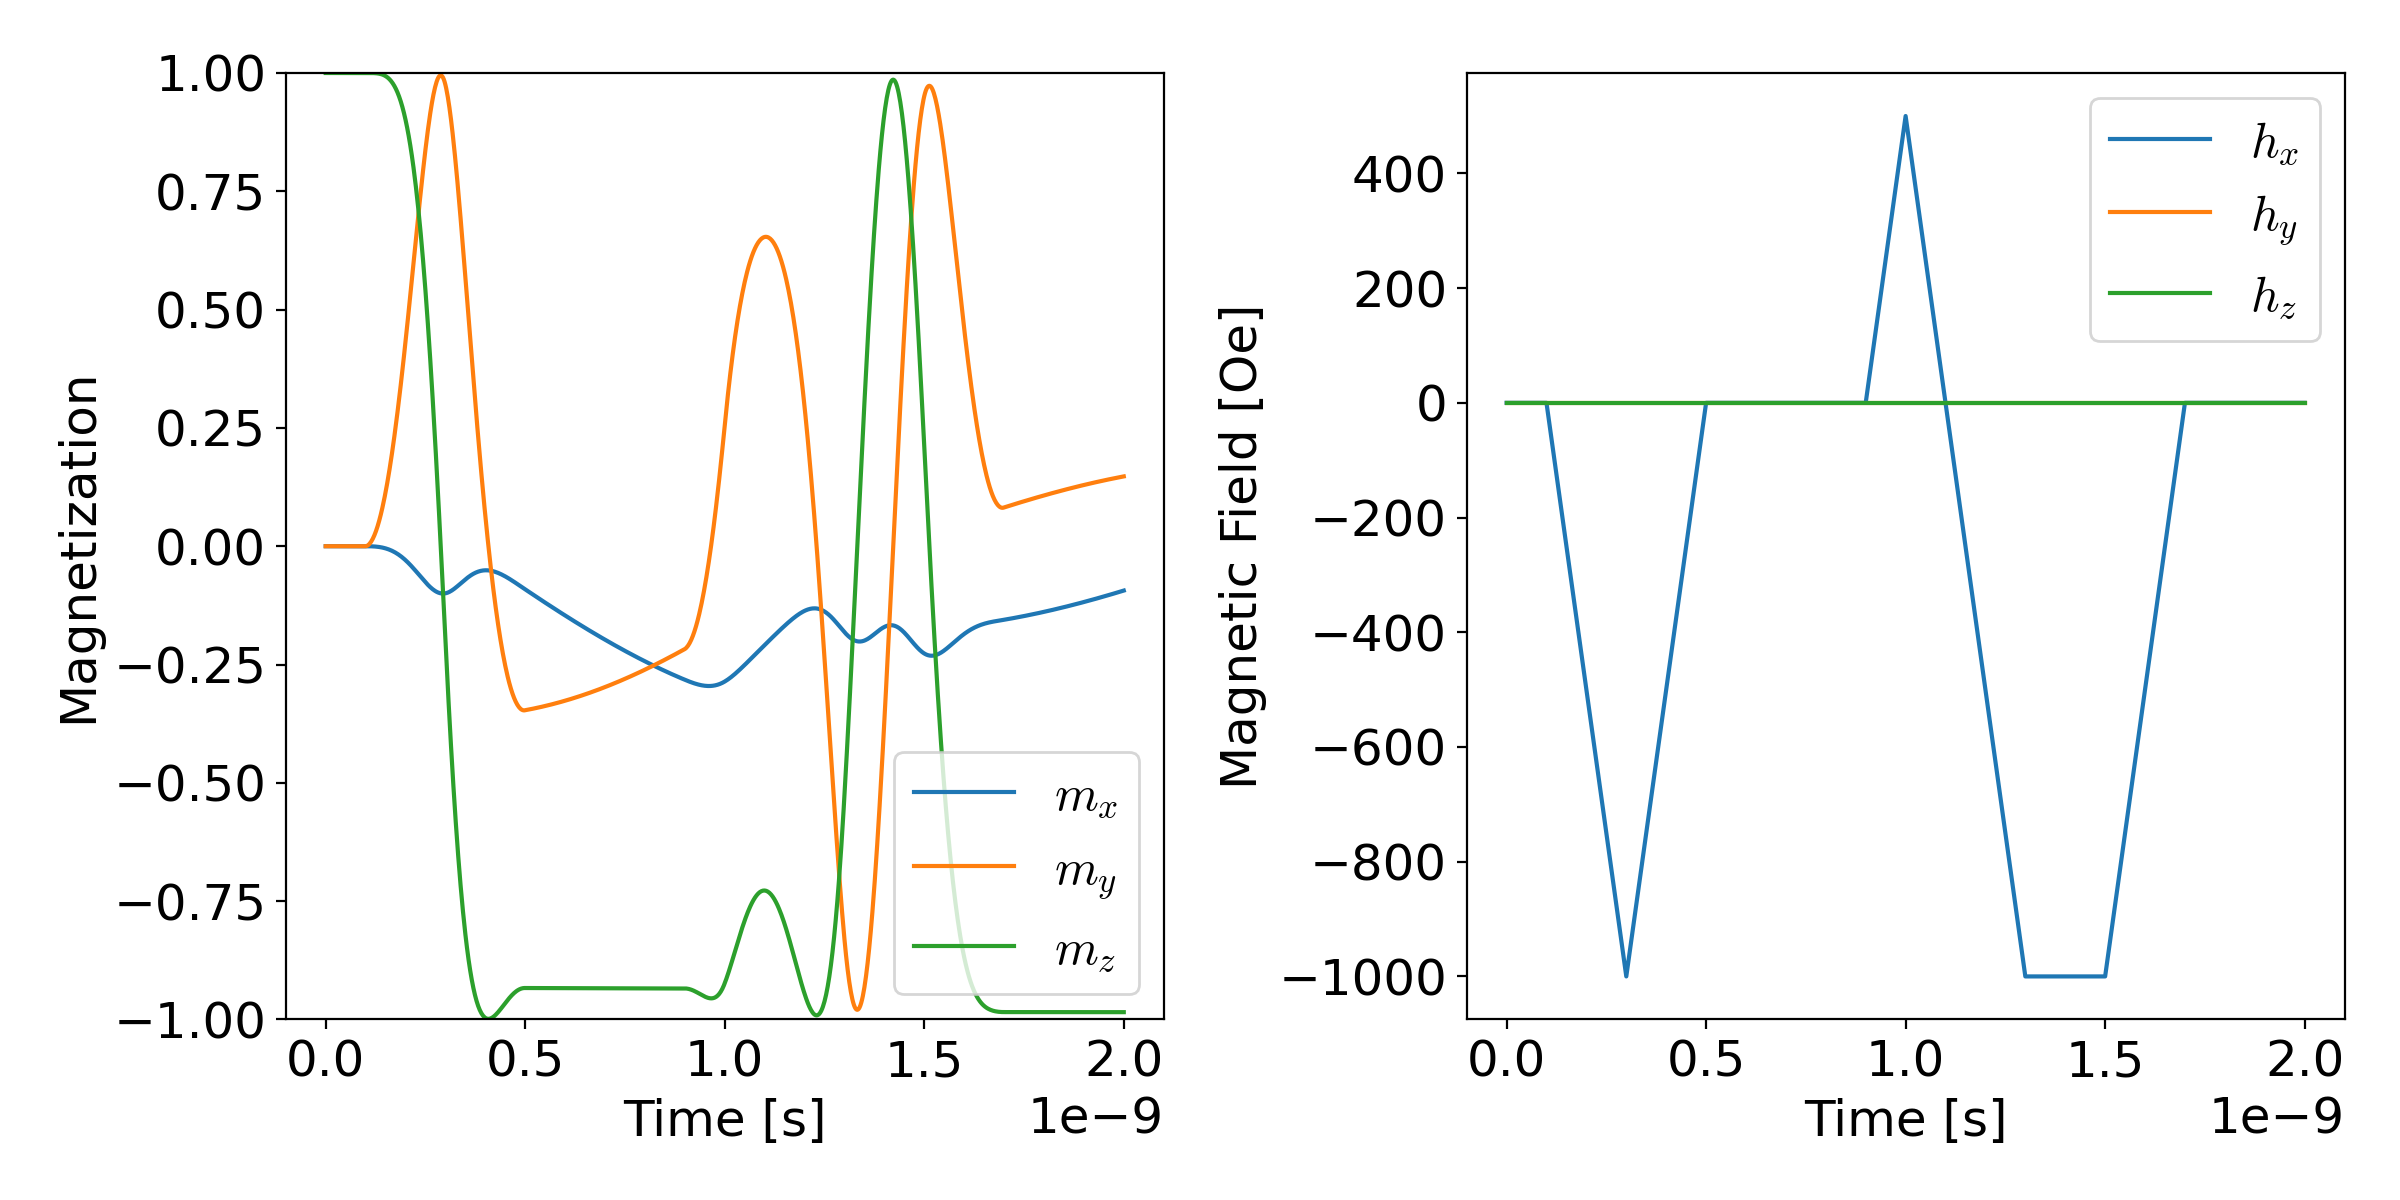 Magnetization
1.00
0.75
0.50
0.25
0.00
−0.25
−0.50
−0.75
−1.00
0.0 0.5 1.0 1.5 2.0
Time [s]
1e−9
m_x
m_y
m_z
Magnetic Field [Oe]
400
200
0
−200
−400
−600
−800
−1000
0.0 0.5 1.0 1.5 2.0
Time [s]
1e−9
h_x
h_y
h_z